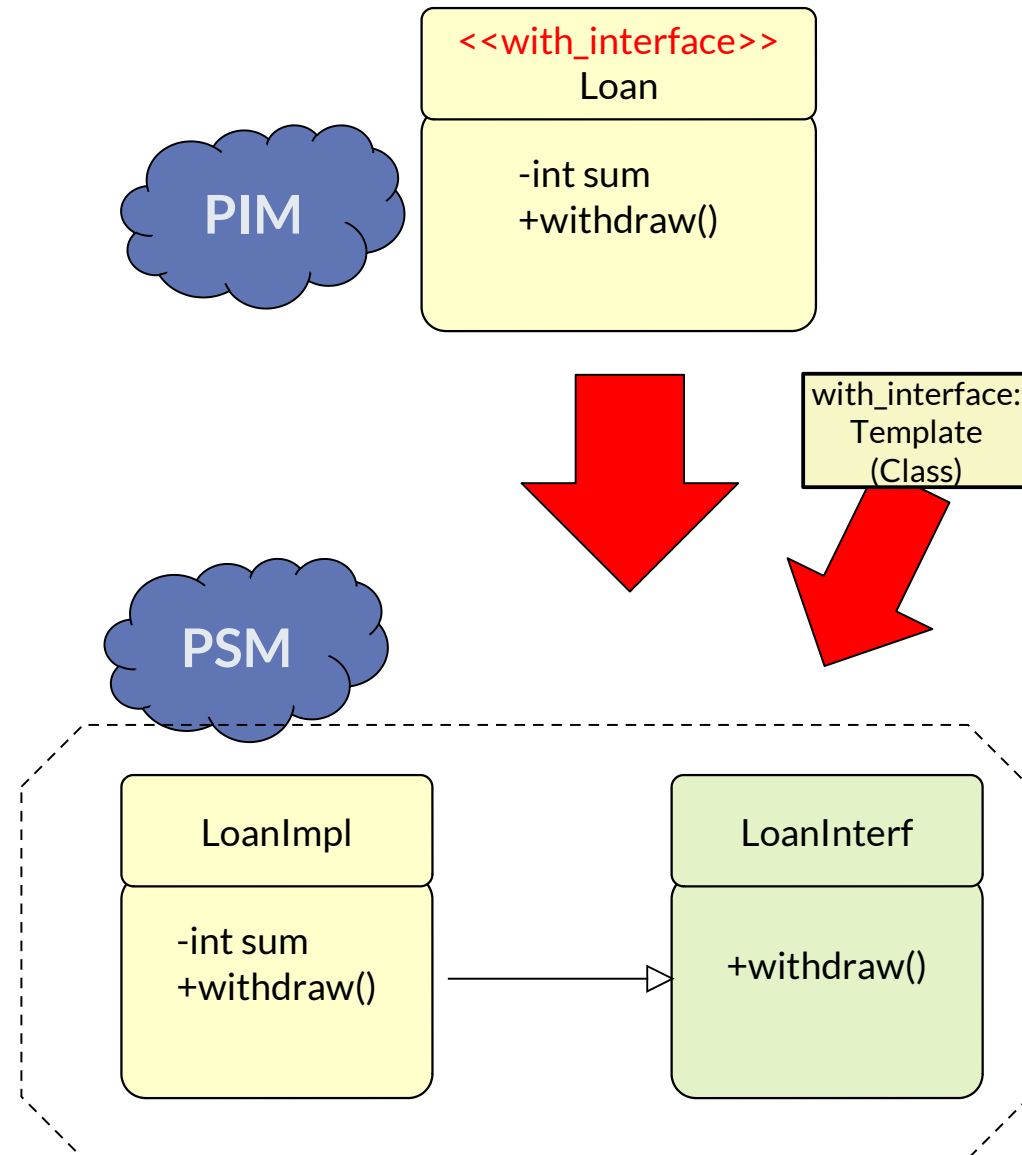 <<with_interface>>
Loan
-int sum
+withdraw()
PIM
with_interface:
Template
(Class)
PSM
LoanImpl
-int sum
+withdraw()
LoanInterf
+withdraw()